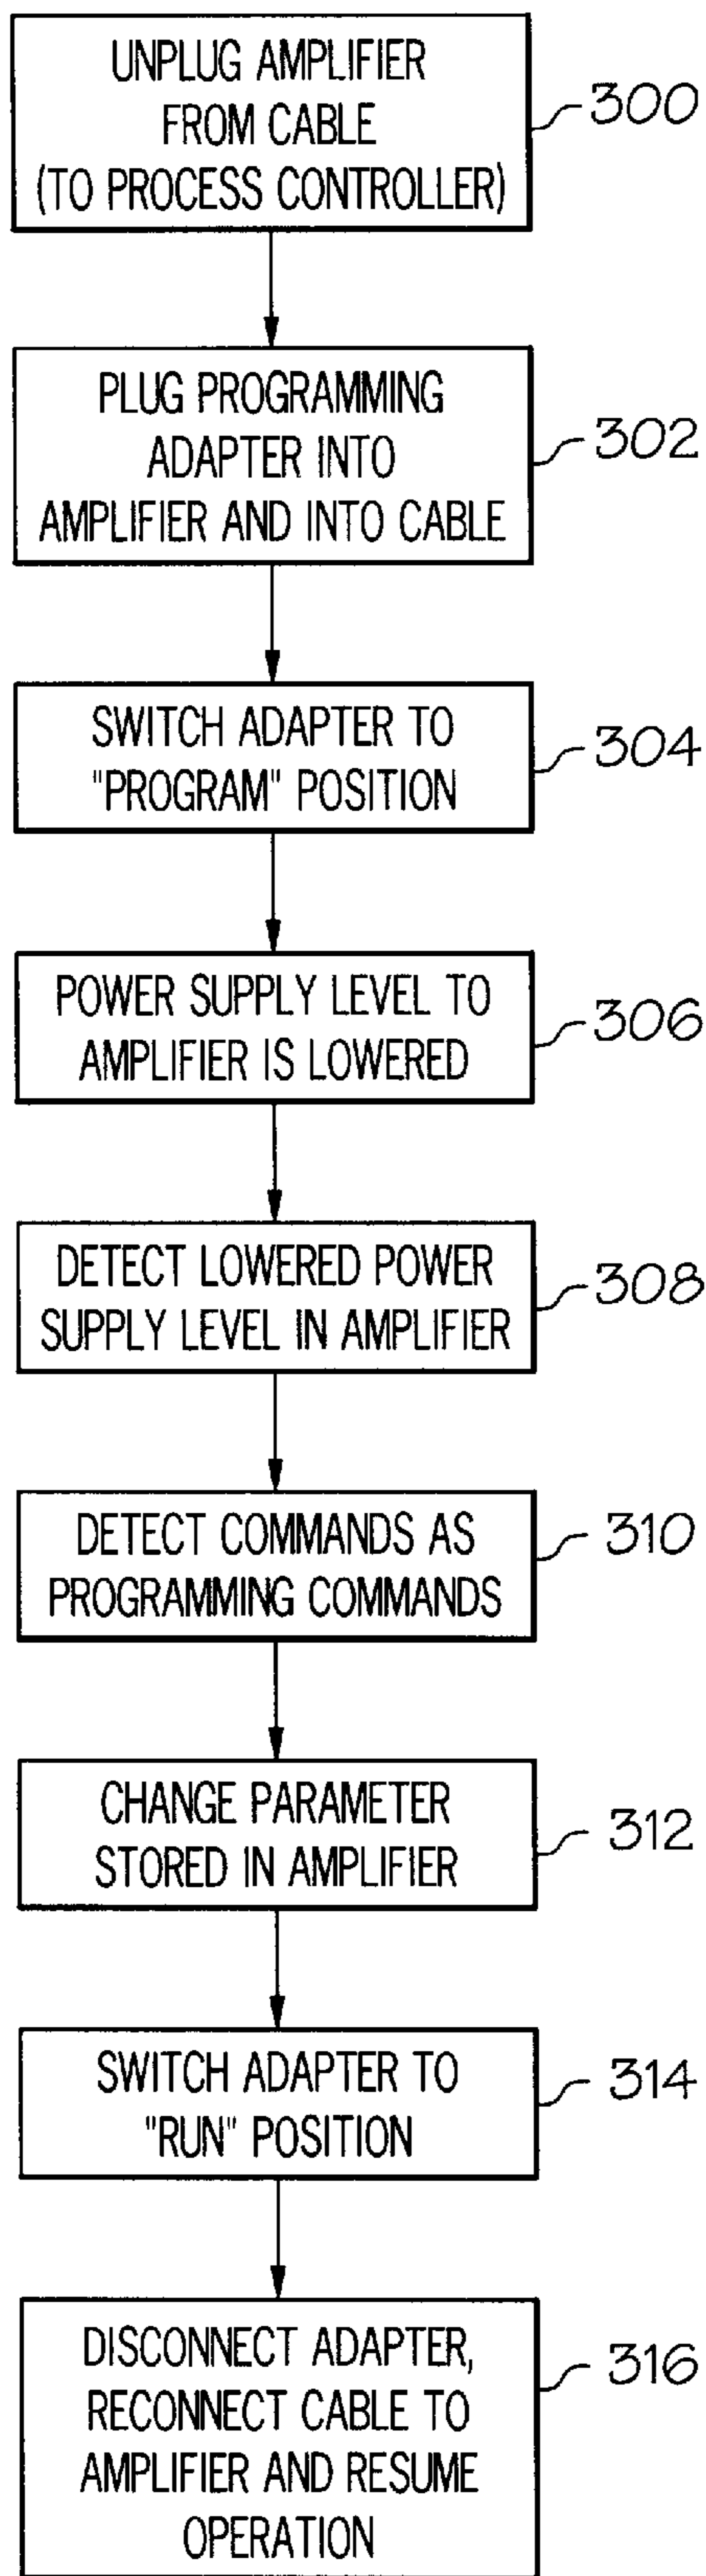 UNPLUG AMPLIFIER
FROM CABLE
(TO PROCESS CONTROLLER)
300
PLUG PROGRAMMING
ADAPTER INTO
AMPLIFIER AND INTO CABLE
302
SWITCH ADAPTER TO
"PROGRAM" POSITION
304
POWER SUPPLY LEVEL TO
AMPLIFIER IS LOWERED
306
DETECT LOWERED POWER
SUPPLY LEVEL IN AMPLIFIER
308
DETECT COMMANDS AS
PROGRAMMING COMMANDS
310
CHANGE PARAMETER
STORED IN AMPLIFIER
312
SWITCH ADAPTER TO
"RUN" POSITION
314
DISCONNECT ADAPTER,
RECONNECT CABLE TO
AMPLIFIER AND RESUME
OPERATION
316